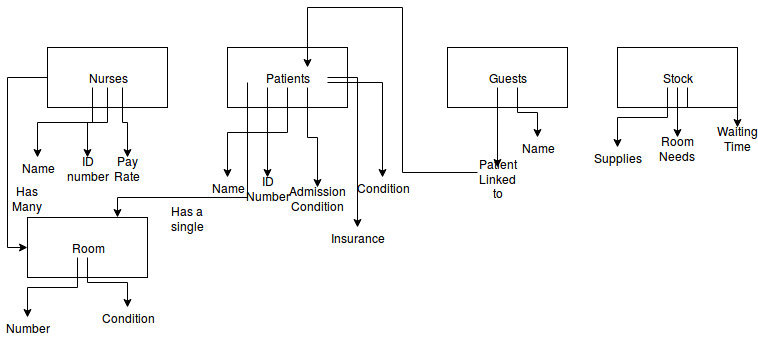 Nurses
Patients
Guests
Stock
Name
ID
number
Pay
Rate
Name
ID
Number
Admission
Condition
Condition
Insurance
Patient
Linked
to
Name
Supplies
Room
Needs
Waiting
Time
Has
Many
Has a
single
Room
Number
Condition